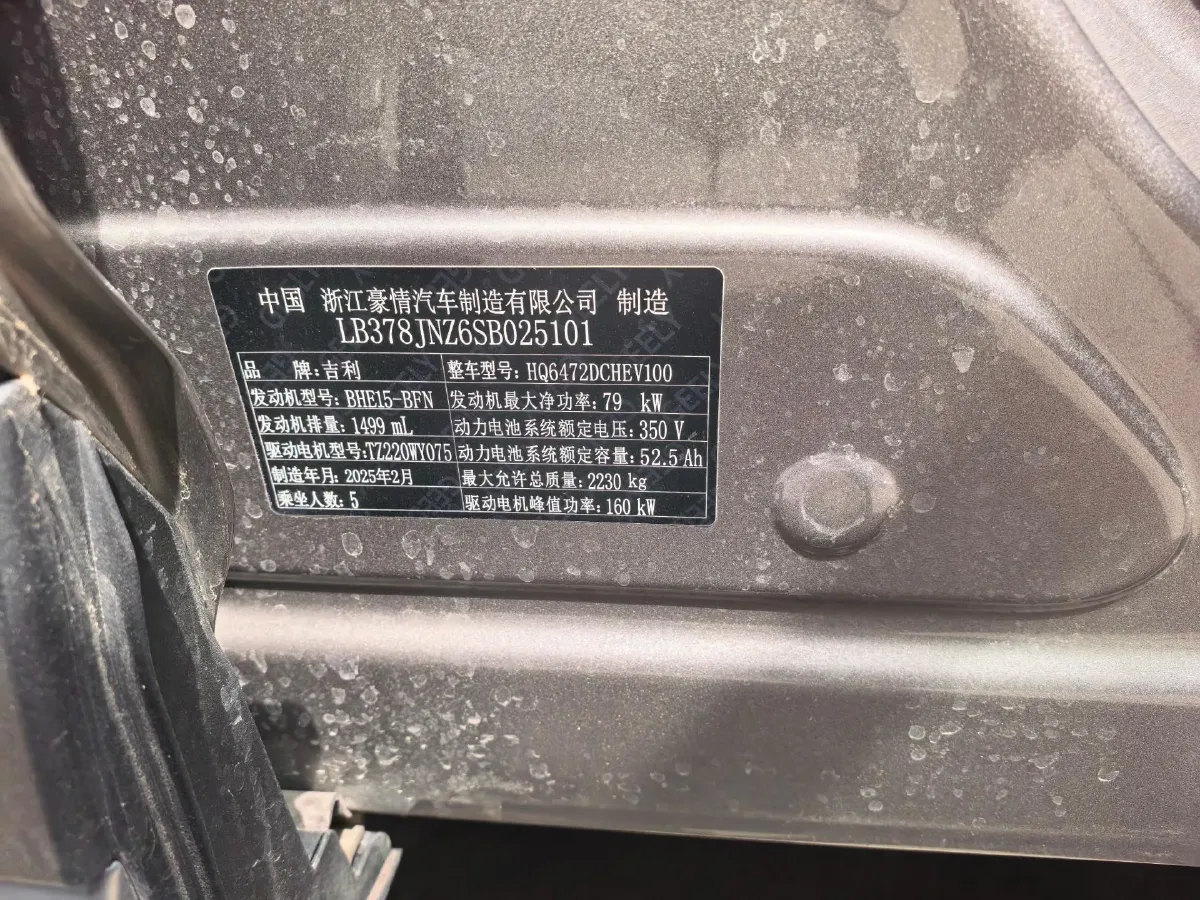 中国 浙江豪情汽车制造有限公司 制造
LB378JNZ6SB025101
品 牌:吉利 整车型号: HQ6472DCHEV100
发动机型号: BHE15-BFN 发动机最大净功率: 79 kW
发动机排量: 1499 mL 动力电池系统额定电压: 350 V
驱动电机型号:TZ220WY075 动力电池系统额定容量: 52.5 Ah
制造年月: 2025年2月 最大允许总质量: 2230 kg
乘坐人数: 5 驱动电机峰值功率: 160 kW